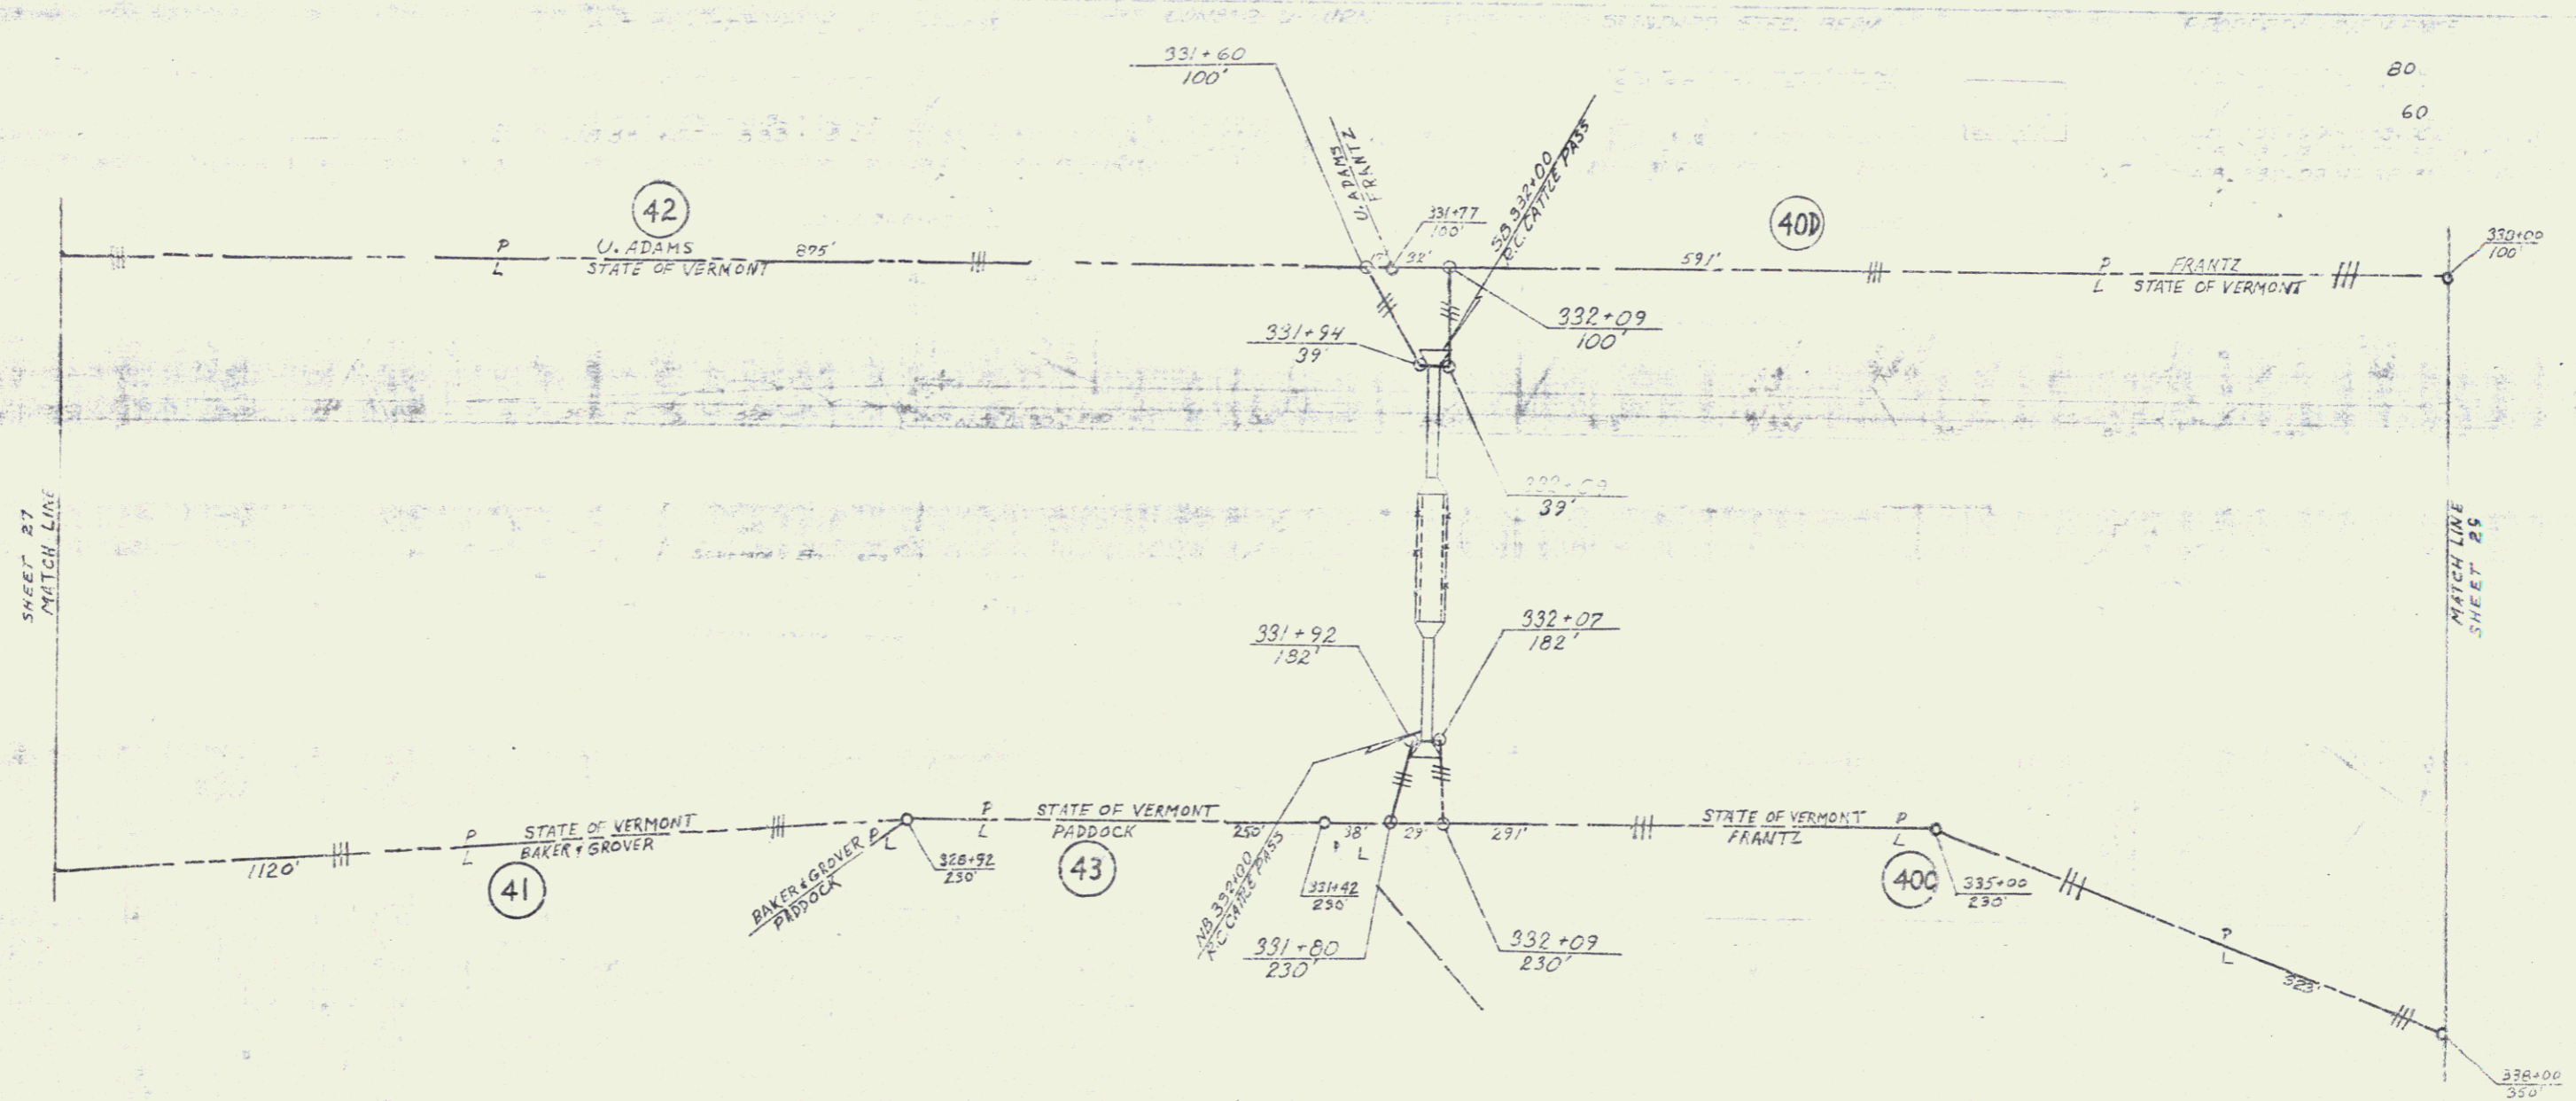 331+60
100'
80
60
U. ADAMS
FRANTZ
SB 332+00
R.C. CATTLE PASS
42
40D
331+77
100'
338+00
100'
P
L
U. ADAMS
STATE OF VERMONT
875'
17'
32'
591'
P
L
FRANTZ
STATE OF VERMONT
331+94
39'
332+09
100'
39'
SHEET 27
MATCH LINE
MATCH LINE
SHEET 29
331+92
182'
332+07
182'
1120'
P
L
STATE OF VERMONT
BAKER & GROVER
41
BAKER & GROVER
PADDOCK
P
L
328+92
230'
P
L
STATE OF VERMONT
PADDOCK
43
250'
38'
29'
291'
P
L
NB 332+00
R.C. CATTLE PASS
331+42
230'
331+80
230'
332+09
230'
STATE OF VERMONT
FRANTZ
P
L
40C
335+00
230'
P
L
323'
338+00
350'